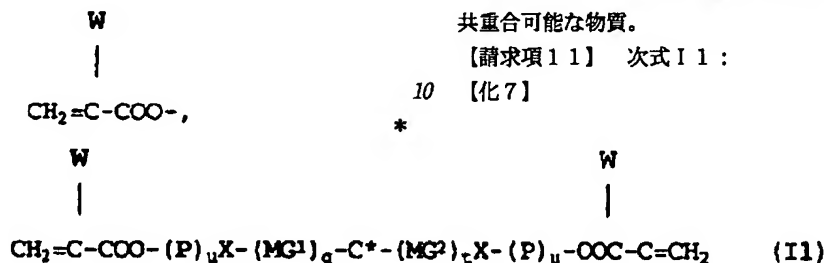 W
|
CH₂=C-COO-,
共重合可能な物質。
【請求項11】 次式I1:
10 【化7】
*
W W
| |
CH₂=C-COO-(P)ᵤX-(MG¹)q-C*-(MG²)ₜX-(P)ᵤ-OOC-C=CH₂ (I1)